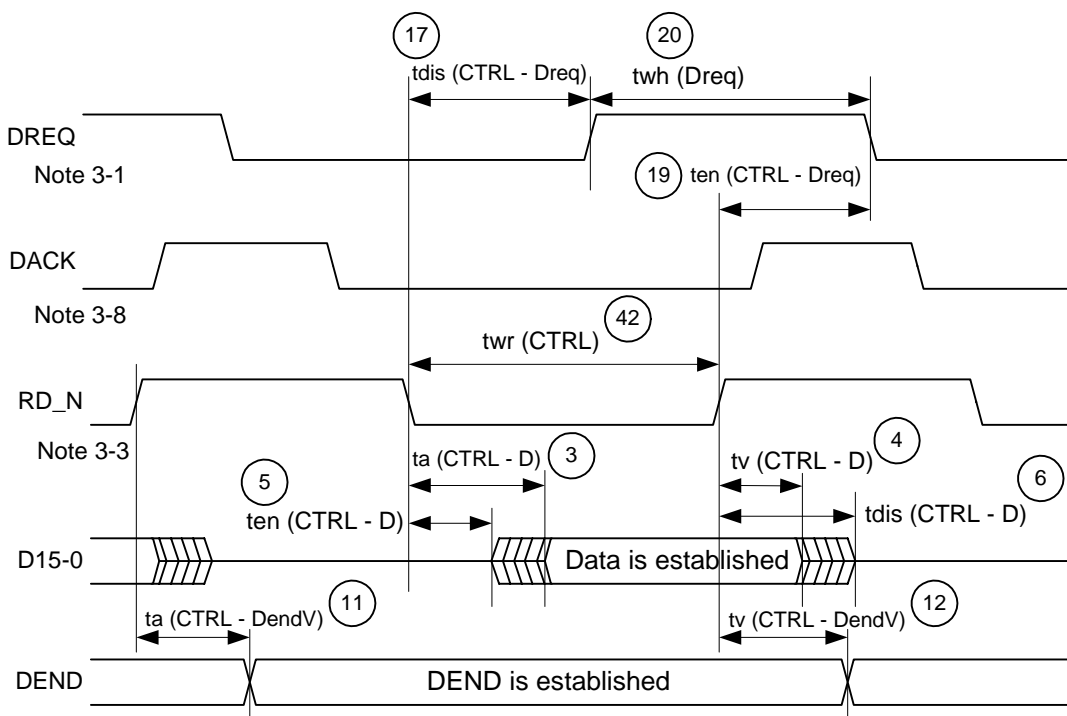 17
20
tdis (CTRL - Dreq)
twh (Dreq)
DREQ
Note 3-1
19
ten (CTRL - Dreq)
DACK
Note 3-8
42
twr (CTRL)
RD_N
Note 3-3
ta (CTRL - D)
3
tv (CTRL - D)
4
5
ten (CTRL - D)
6
tdis (CTRL - D)
D15-0
Data is established
11
ta (CTRL - DendV)
12
tv (CTRL - DendV)
DEND
DEND is established